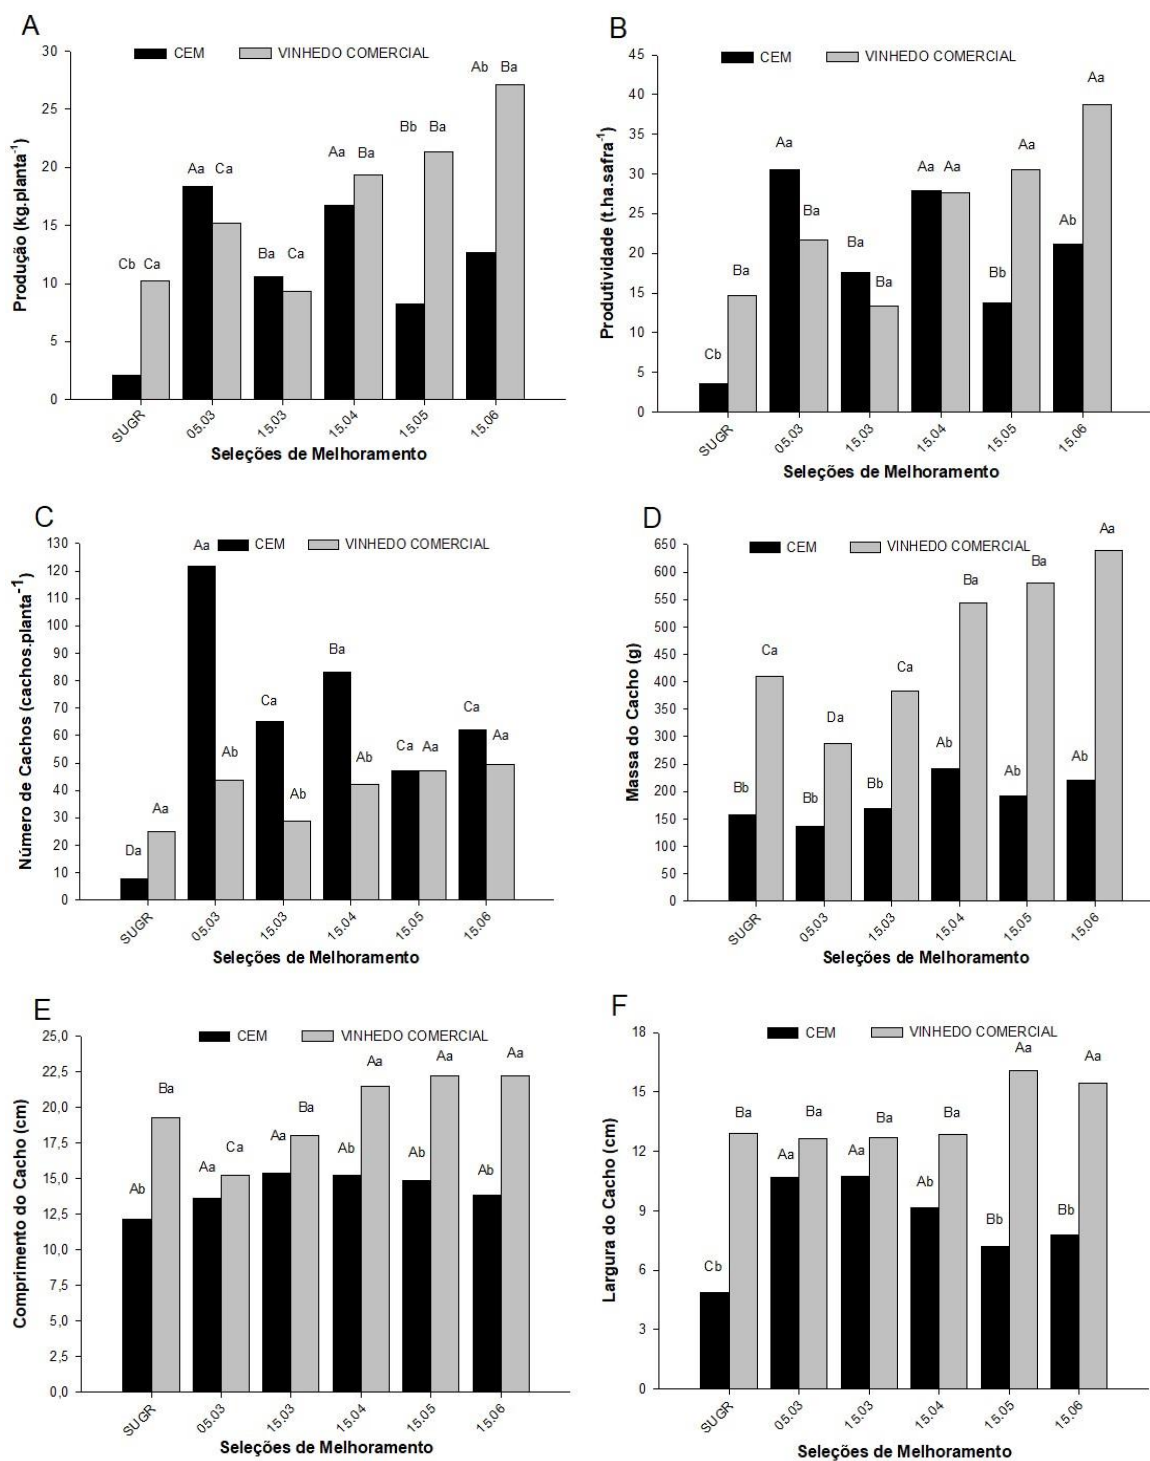 A
CEM VINHEDO COMERCIAL
Produção (kg.planta-1)
30
25
20
15
10
5
0
Cb Ca Aa Ca Ba Ca Aa Ba Bb Ba Ab Ba
SUGR 05.03 15.03 15.04 15.05 15.06
Seleções de Melhoramento
B
CEM VINHEDO COMERCIAL
Produtividade (t.ha.safra-1)
45
40
35
30
25
20
15
10
5
0
Cb Ba Aa Ba Ba Ba Aa Aa Bb Aa Ab Aa
SUGR 05.03 15.03 15.04 15.05 15.06
Seleções de Melhoramento
C
CEM VINHEDO COMERCIAL
Número de Cachos (cachos.planta-1)
130
120
110
100
90
80
70
60
50
40
30
20
10
0
Da Aa Aa Ab Ca Ab Ba Ab Ca Aa Ca Aa
SUGR 05.03 15.03 15.04 15.05 15.06
Seleções de Melhoramento
D
CEM VINHEDO COMERCIAL
Massa do Cacho (g)
650
600
550
500
450
400
350
300
250
200
150
100
50
0
Bb Ca Bb Da Bb Ca Ab Ba Ab Ba Ab Aa
SUGR 05.03 15.03 15.04 15.05 15.06
Seleções de Melhoramento
E
CEM VINHEDO COMERCIAL
Comprimento do Cacho (cm)
25,0
22,5
20,0
17,5
15,0
12,5
10,0
7,5
5,0
2,5
0,0
Ab Ba Aa Ca Aa Ba Ab Aa Ab Aa Ab Aa
SUGR 05.03 15.03 15.04 15.05 15.06
Seleções de Melhoramento
F
CEM VINHEDO COMERCIAL
Largura do Cacho (cm)
18
15
12
9
6
3
0
Cb Ba Aa Ba Aa Ba Ab Ba Bb Aa Bb Aa
SUGR 05.03 15.03 15.04 15.05 15.06
Seleções de Melhoramento